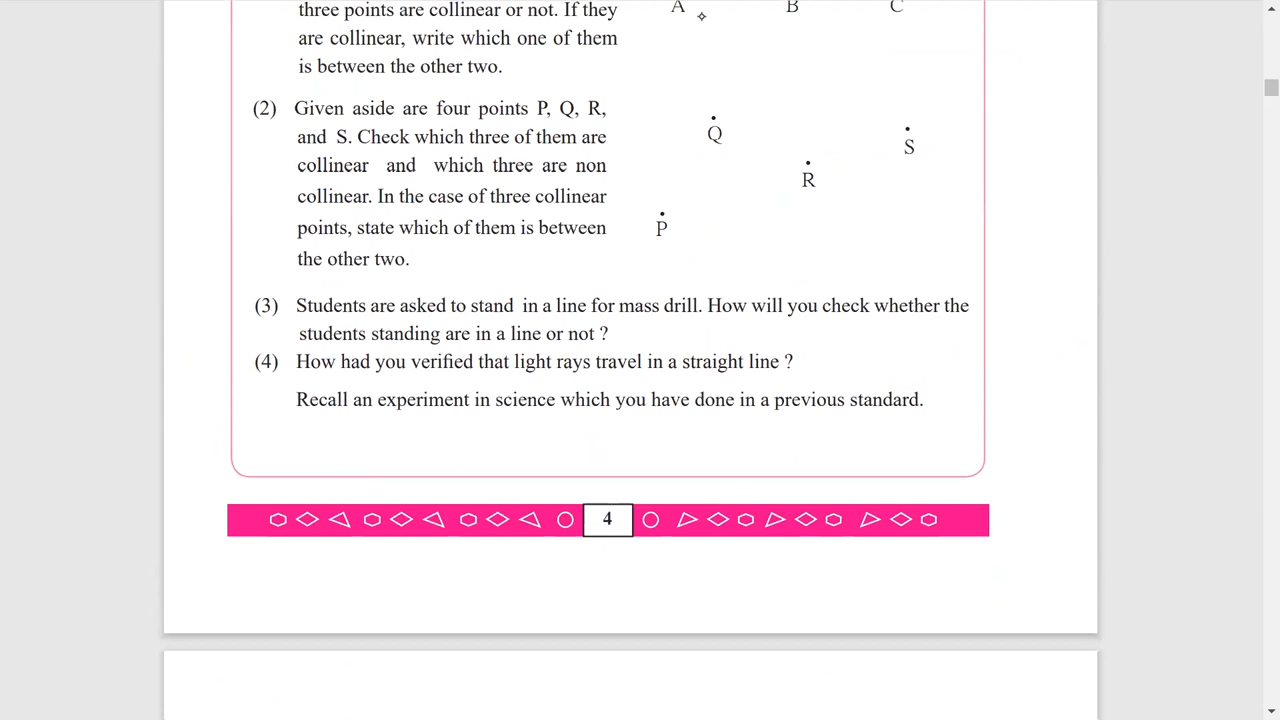 three points are collinear or not. If they
are collinear, write which one of them
is between the other two.
A B C
(2) Given aside are four points P, Q, R,
and S. Check which three of them are
collinear and which three are non
collinear. In the case of three collinear
points, state which of them is between
the other two.
Q
S
R
P
(3) Students are asked to stand in a line for mass drill. How will you check whether the
students standing are in a line or not ?
(4) How had you verified that light rays travel in a straight line ?
Recall an experiment in science which you have done in a previous standard.
4